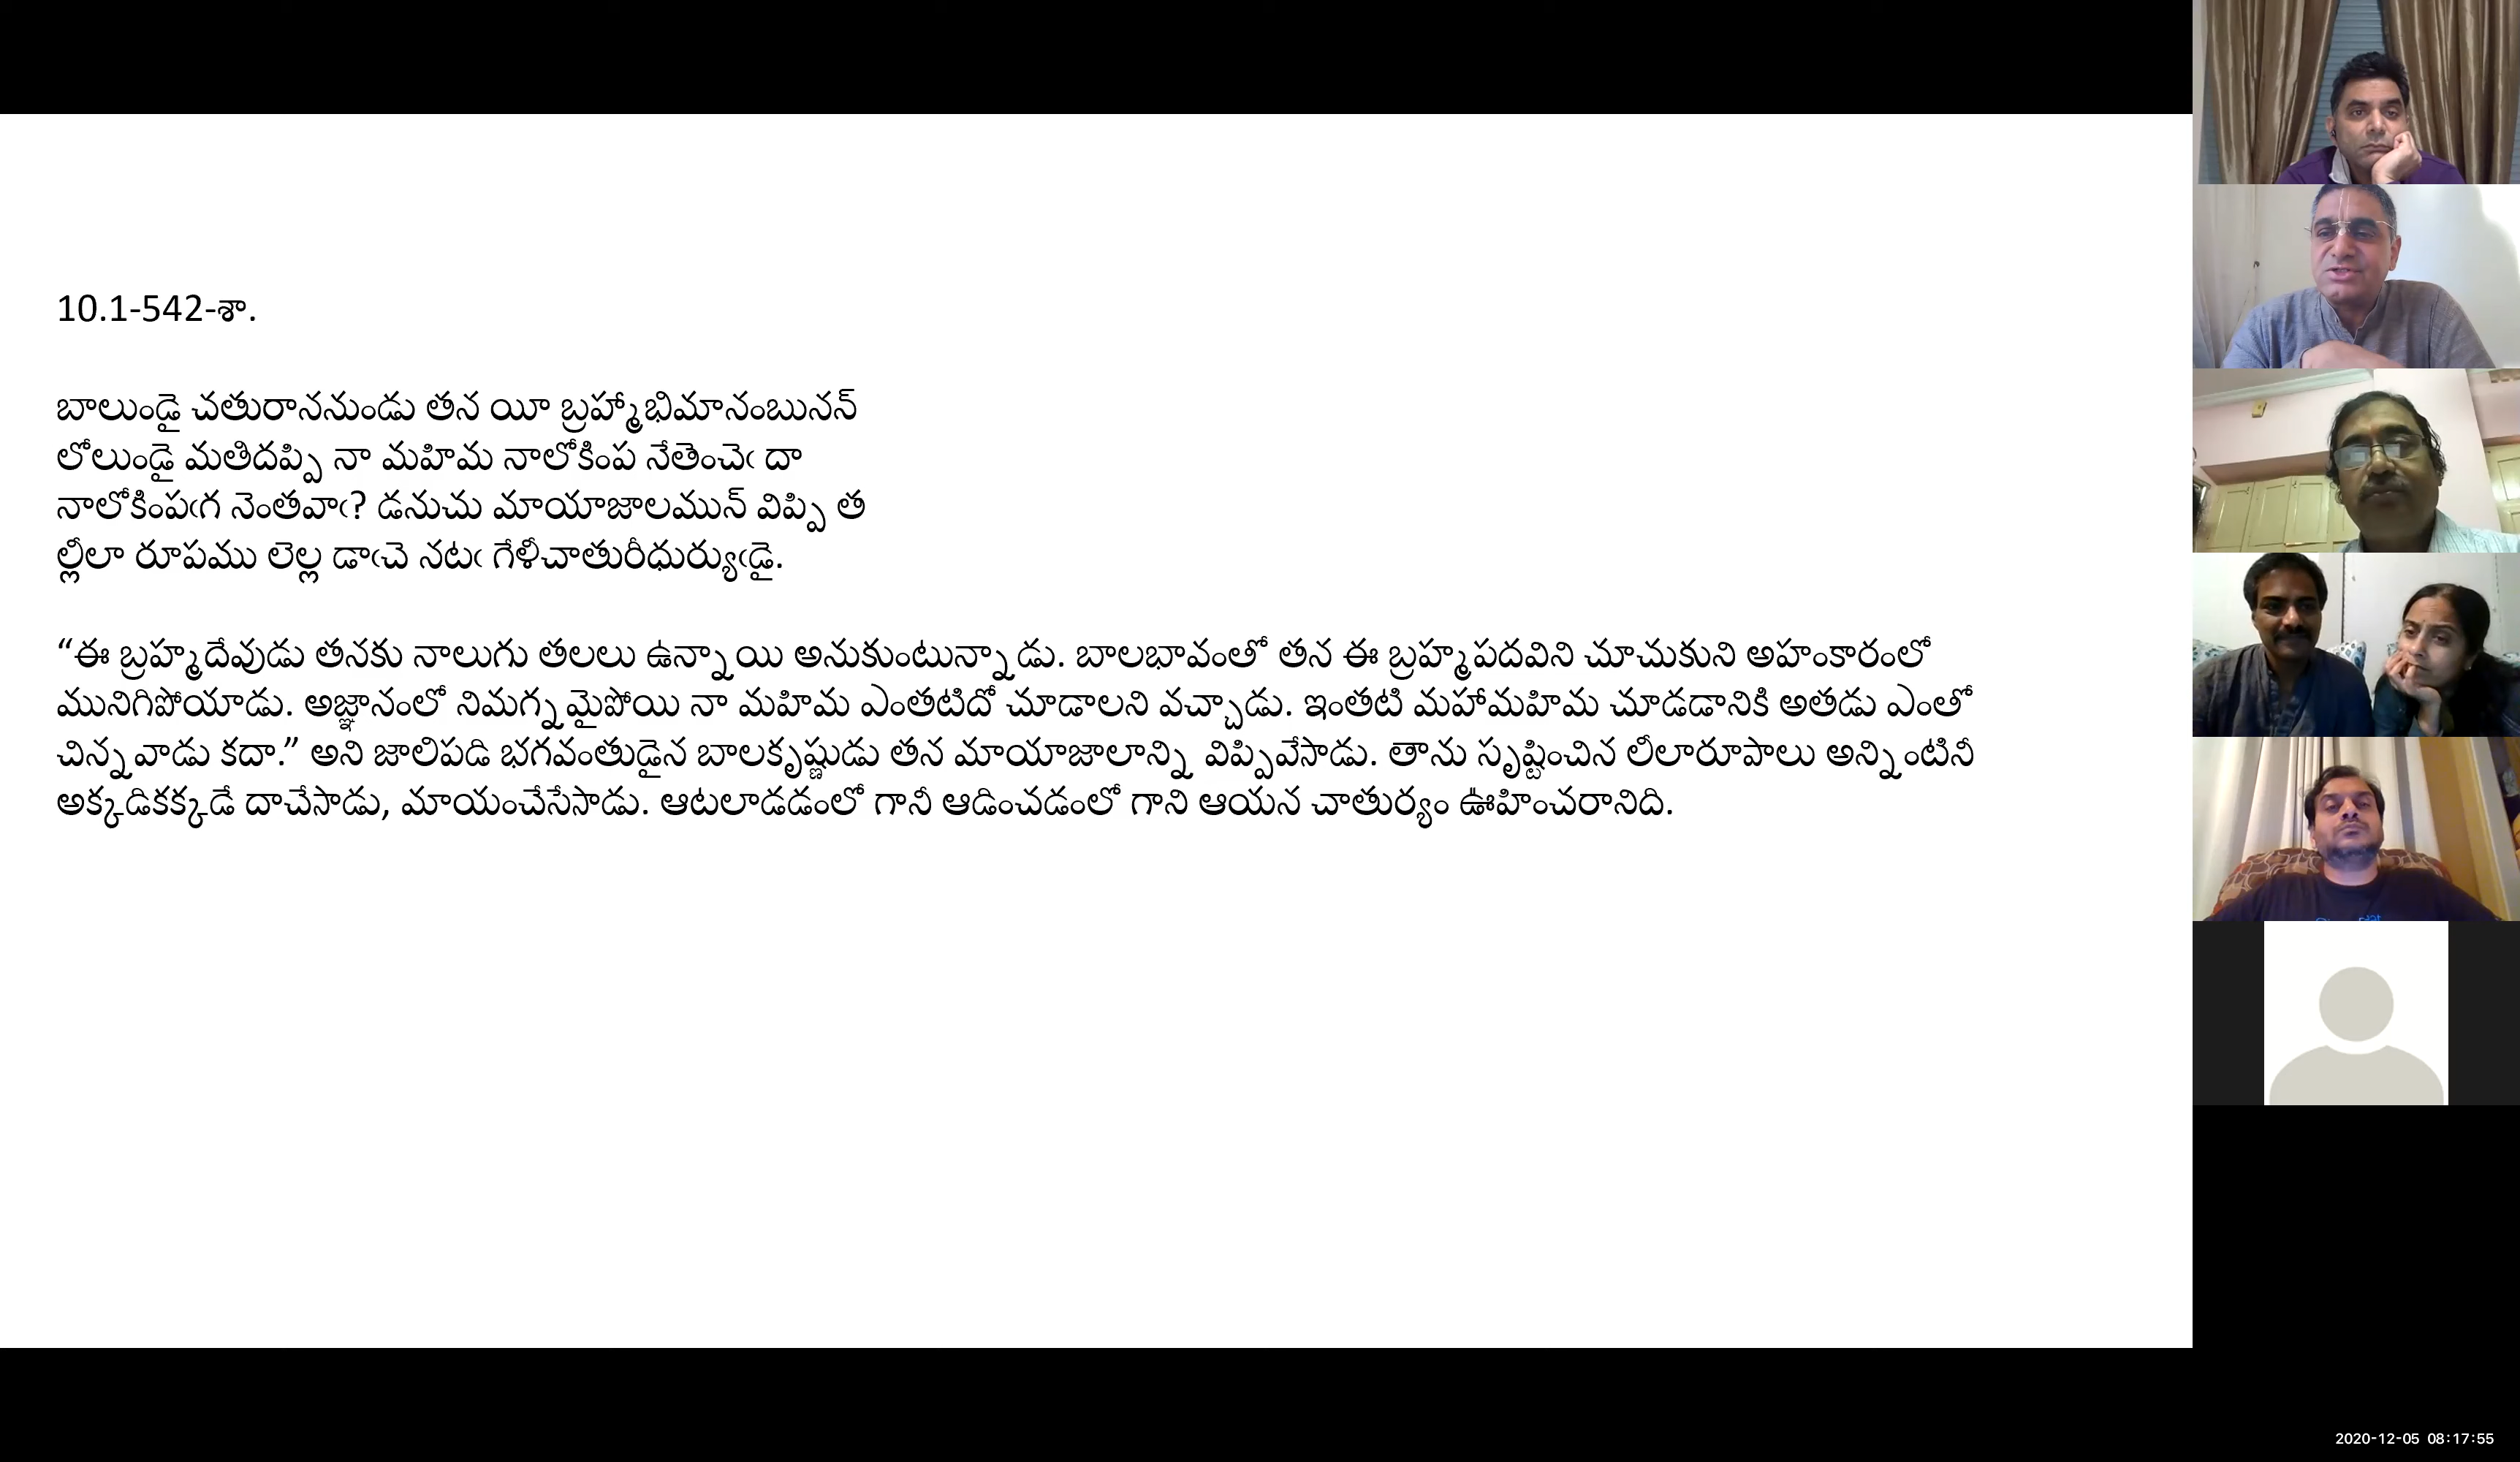 10.1-542-శా.
బాలుండై చతురాననుండు తన యీ బ్రహ్మాభిమానంబునన్
లోలుండై మతిదప్పి నా మహిమ నాలోకింప నేతెంచెఁ దా
నాలోకింపఁగ నెంతవాఁ? డనుచు మాయాజాలమున్ విప్పి త
ల్లీలా రూపము లెల్ల డాఁచె నటఁ గేళీచాతురీధుర్యుఁడై.
“ఈ బ్రహ్మదేవుడు తనకు నాలుగు తలలు ఉన్నాయి అనుకుంటున్నాడు. బాలభావంతో తన ఈ బ్రహ్మపదవిని చూచుకుని అహంకారంలో
మునిగిపోయాడు. అజ్ఞానంలో నిమగ్నమైపోయి నా మహిమ ఎంతటిదో చూడాలని వచ్చాడు. ఇంతటి మహామహిమ చూడడానికి అతడు ఎంతో
చిన్నవాడు కదా.” అని జాలిపడి భగవంతుడైన బాలకృష్ణుడు తన మాయాజాలాన్ని విప్పివేసాడు. తాను సృష్టించిన లీలారూపాలు అన్నింటినీ
అక్కడికక్కడే దాచేసాడు, మాయంచేసేసాడు. ఆటలాడడంలో గానీ ఆడించడంలో గాని ఆయన చాతుర్యం ఊహించరానిది.
2020-12-05 08:17:55